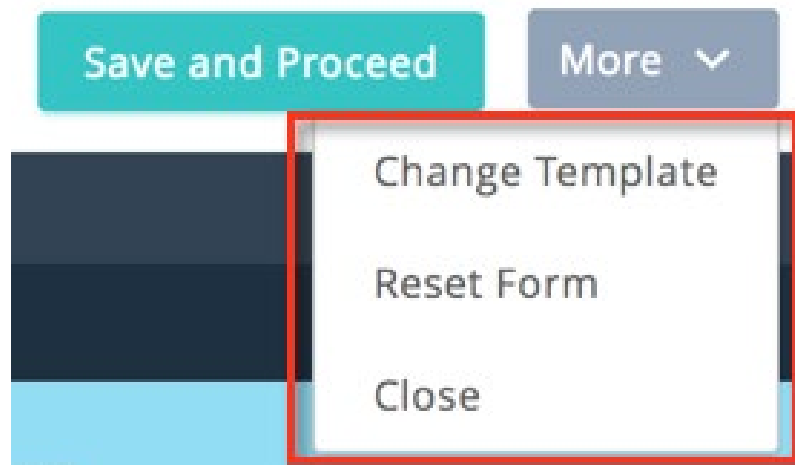 Save and Proceed
More
Change Template
Reset Form
Close